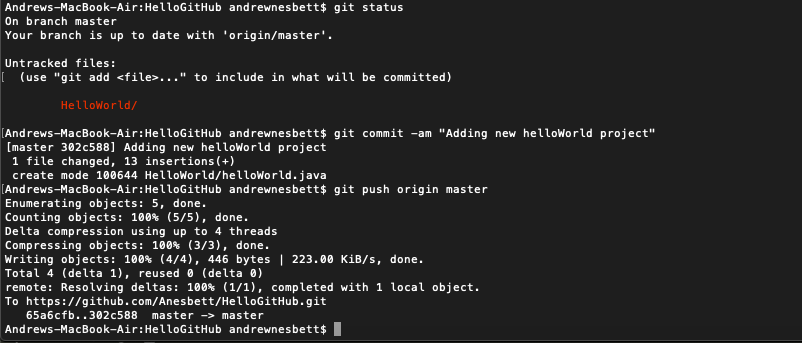 Andrews-MacBook-Air:HelloGitHub andrewnesbett$ git status
On branch master
Your branch is up to date with 'origin/master'.
Untracked files:
[  (use "git add <file>..." to include in what will be committed)
HelloWorld/
[Andrews-MacBook-Air:HelloGitHub andrewnesbett$ git commit -am "Adding new helloWorld project"
[master 302c588] Adding new helloWorld project
1 file changed, 13 insertions(+)
create mode 100644 HelloWorld/helloWorld.java
[Andrews-MacBook-Air:HelloGitHub andrewnesbett$ git push origin master
Enumerating objects: 5, done.
Counting objects: 100% (5/5), done.
Delta compression using up to 4 threads
Compressing objects: 100% (3/3), done.
Writing objects: 100% (4/4), 446 bytes | 223.00 KiB/s, done.
Total 4 (delta 1), reused 0 (delta 0)
remote: Resolving deltas: 100% (1/1), completed with 1 local object.
To https://github.com/Anesbett/HelloGitHub.git
65a6cfb..302c588  master -> master
Andrews-MacBook-Air:HelloGitHub andrewnesbett$